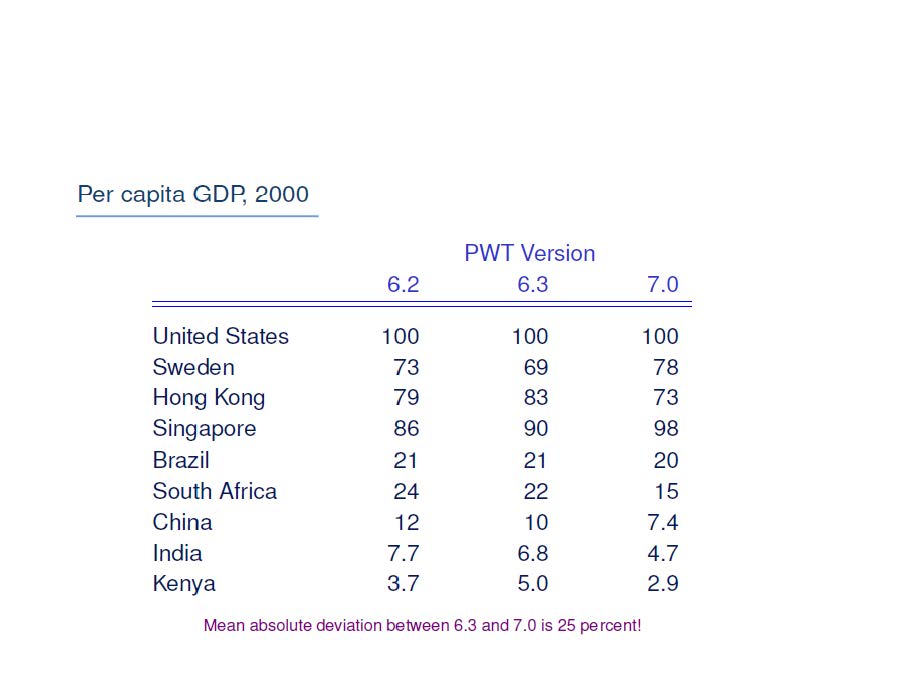 Per capita GDP, 2000
PWT Version
6.2 6.3 7.0
United States 100 100 100
Sweden 73 69 78
Hong Kong 79 83 73
Singapore 86 90 98
Brazil 21 21 20
South Africa 24 22 15
China 12 10 7.4
India 7.7 6.8 4.7
Kenya 3.7 5.0 2.9
Mean absolute deviation between 6.3 and 7.0 is 25 percent!